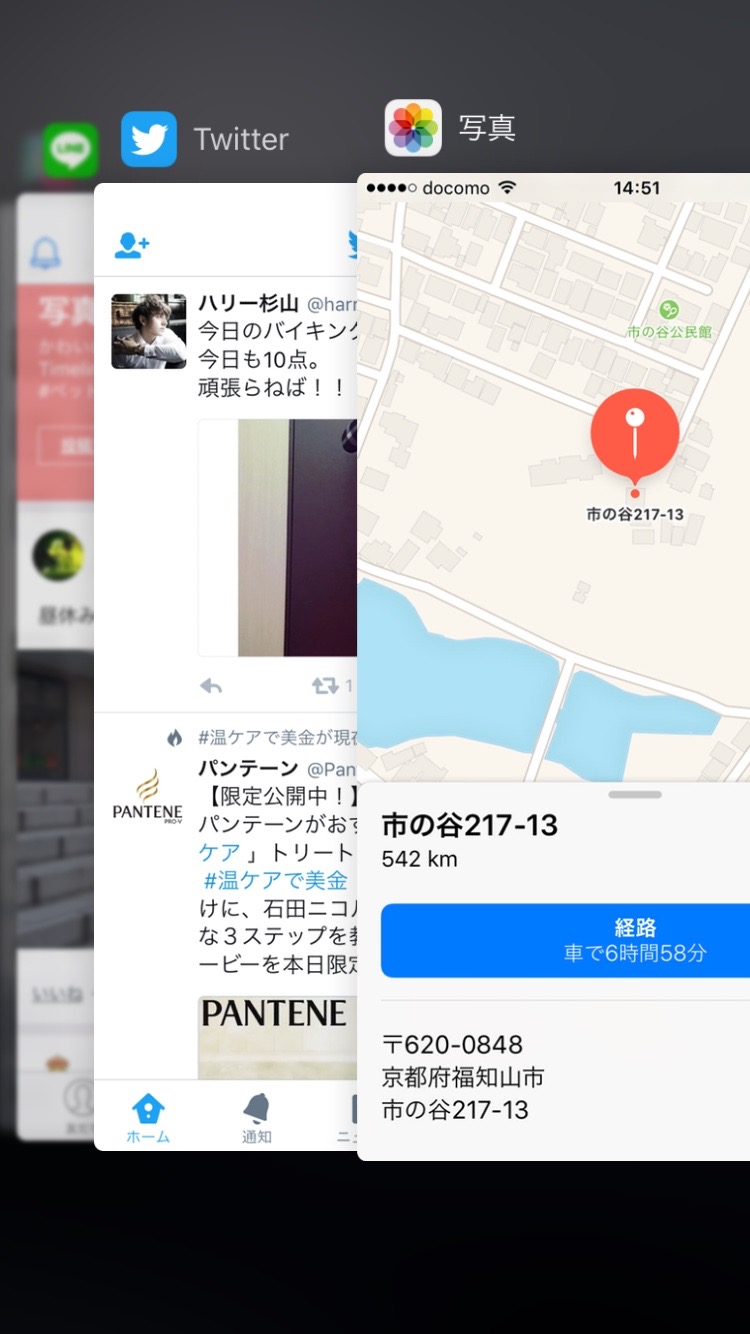 LINE
Twitter
写真
写真
Timelin
#ペット
昼休み
いいね
ハリー杉山 @harr
今日のバイキング
今日も10点。
頑張らねば！！
1
#温ケアで美金が現在
パンテーン @Pan
【限定公開中！】
パンテーンがおす
ケア 」トリート
#温ケアで美金
けに、石田ニコル
な３ステップを教
ービーを本日限定
PANTENE
PRO-V
PANTENE
ホーム
通知
ニュ
docomo
14:51
市の谷公民館
市の谷217-13
市の谷217-13
542 km
経路
車で6時間58分
〒620-0848
京都府福知山市
市の谷217-13